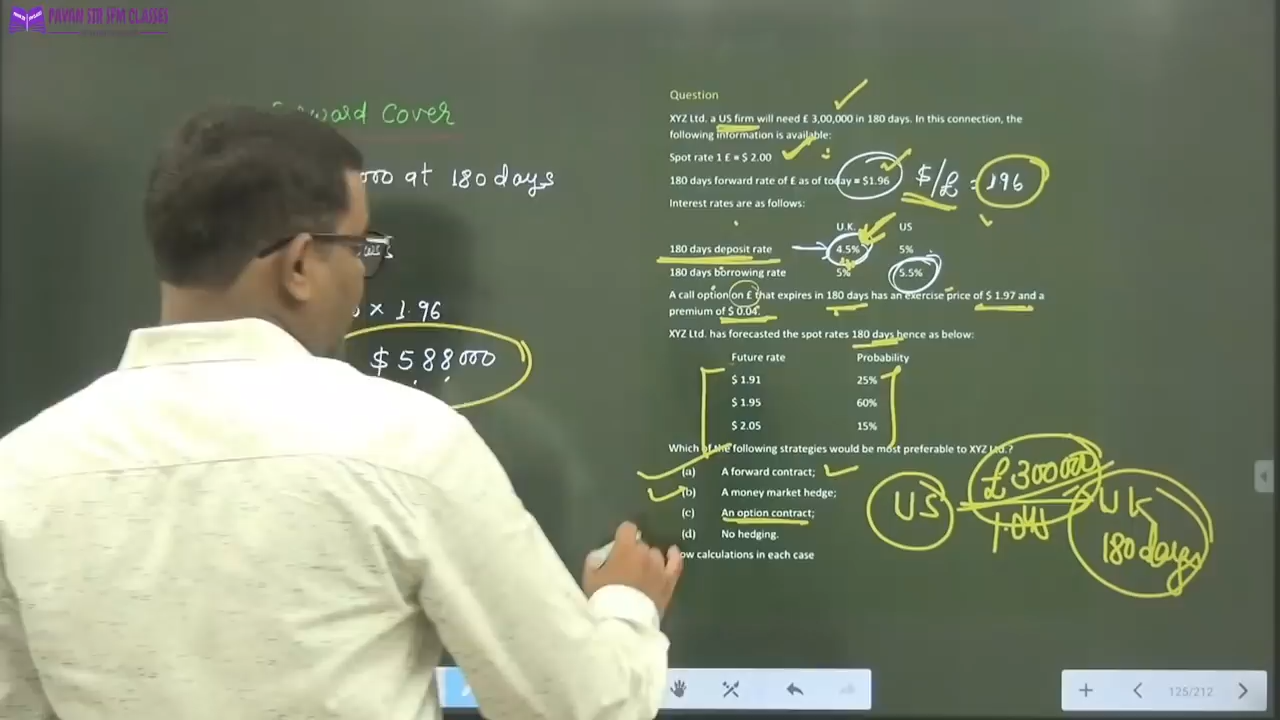 PAVAN SIR SFM CLASSES
Forward Cover
000 at 180 days
× 1.96
$ 588000
Question
XYZ Ltd. a US firm will need £ 3,00,000 in 180 days. In this connection, the
following information is available:
Spot rate 1 £ = $ 2.00
180 days forward rate of £ as of today = $1.96 $/£ = 1.96
Interest rates are as follows:
U.K. US
180 days deposit rate 4.5% 5%
180 days borrowing rate 5% 5.5%
A call option on £ that expires in 180 days has an exercise price of $ 1.97 and a
premium of $ 0.04.
XYZ Ltd. has forecasted the spot rates 180 days hence as below:
Future rate Probability
$ 1.91 25%
$ 1.95 60%
$ 2.05 15%
Which of the following strategies would be most preferable to XYZ Ltd.?
(a) A forward contract;
(b) A money market hedge;
(c) An option contract;
(d) No hedging.
ow calculations in each case
US
£300000
UK
180 days
125/212